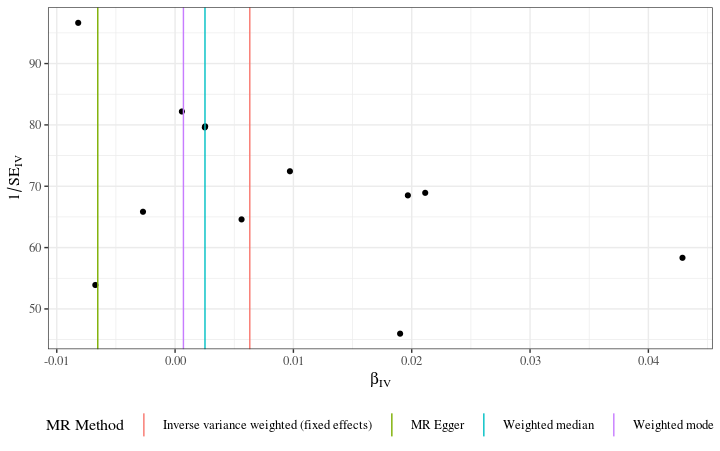 90
80
70
60
50
1/SE_IV
-0.01 0.00 0.01 0.02 0.03 0.04
β_IV
MR Method Inverse variance weighted (fixed effects) MR Egger Weighted median Weighted mode